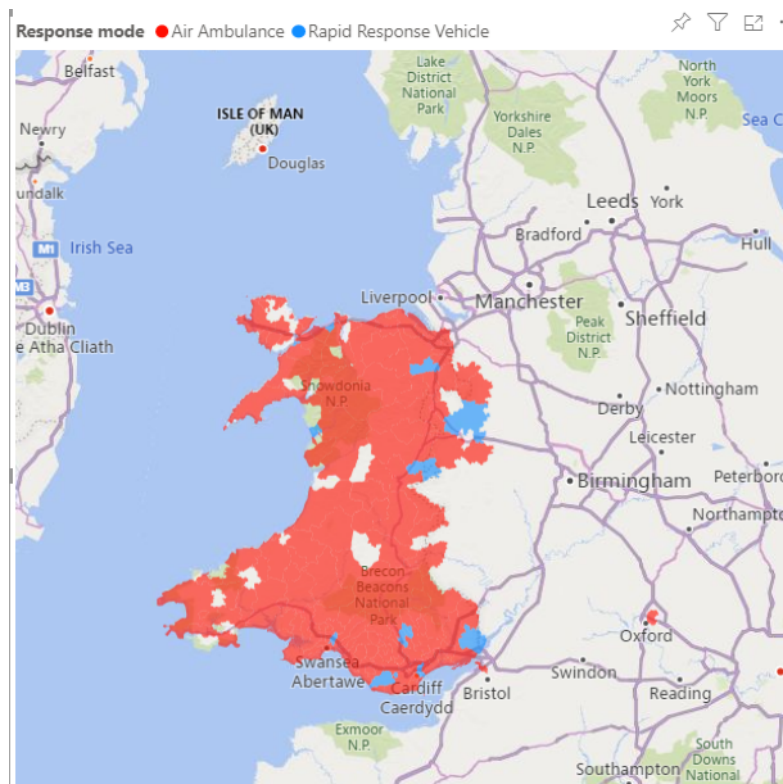 Response mode Air Ambulance Rapid Response Vehicle
Belfast
Lake
District
National
Park
North
York
Moors
N.P.
ISLE OF MAN
(UK)
Yorkshire
Dales
N.P.
Sea
Newry
Douglas
undalk
Leeds
York
Bradford
Hull
M1
Irish Sea
M3
Liverpool
Manchester
Dublin
e Atha Cliath
Peak
District
N.P.
Sheffield
Snowdonia
N.P.
Nottingham
Derby
Leicester
Birmingham
Peterboro
Northampto
Brecon
Beacons
National
Park
Oxford
Swansea
Abertawe
Cardiff
Caerdydd
Bristol
Swindon
Reading
Exmoor
N.P.
South
Downs
National
Southampton